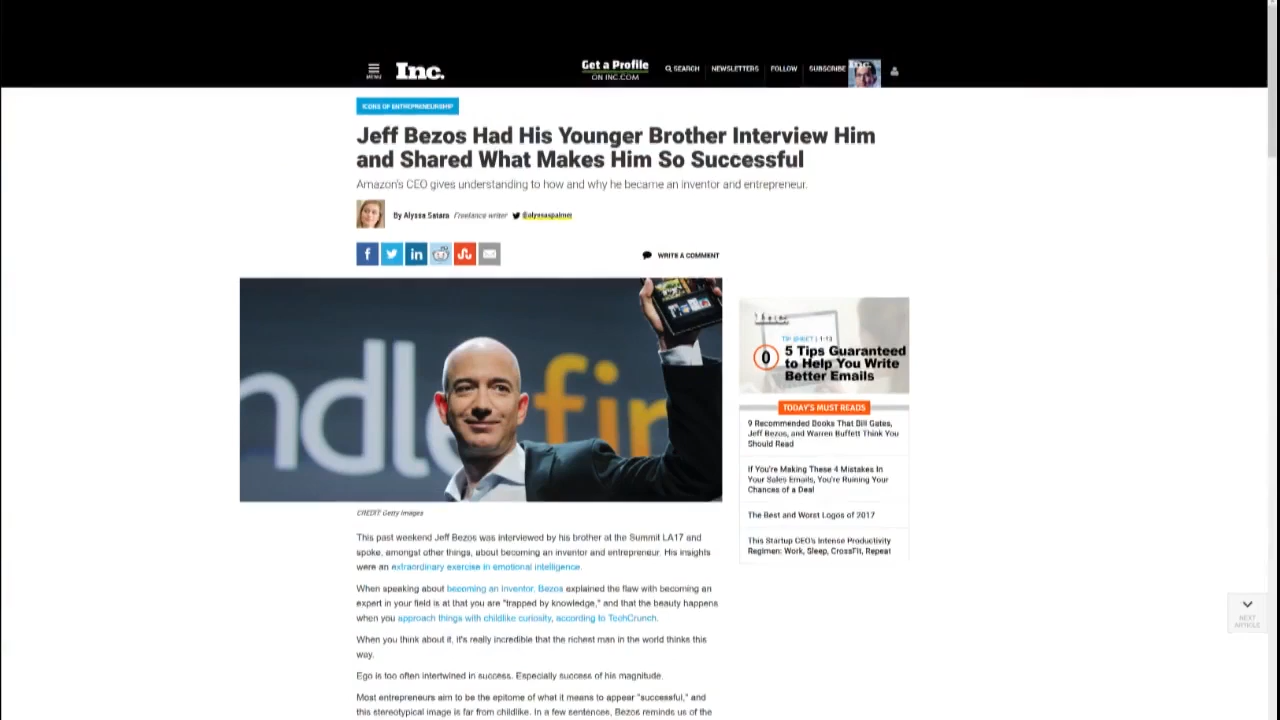 MENU
Inc.
Get a Profile
ON INC.COM
SEARCH
NEWSLETTERS
FOLLOW
SUBSCRIBE
ICONS OF ENTREPRENEURSHIP
Jeff Bezos Had His Younger Brother Interview Him
and Shared What Makes Him So Successful
Amazon's CEO gives understanding to how and why he became an inventor and entrepreneur.
By Alyssa Satara Freelance writer @alyssaspalmer
WRITE A COMMENT
ndle fir
CREDIT: Getty Images
This past weekend Jeff Bezos was interviewed by his brother at the Summit LA17 and
spoke, amongst other things, about becoming an inventor and entrepreneur. His insights
were an extraordinary exercise in emotional intelligence.
When speaking about becoming an inventor, Bezos explained the flaw with becoming an
expert in your field is at that you are "trapped by knowledge," and that the beauty happens
when you approach things with childlike curiosity, according to TechCrunch.
When you think about it, it's really incredible that the richest man in the world thinks this
way.
Ego is too often intertwined in success. Especially success of his magnitude.
Most entrepreneurs aim to be the epitome of what it means to appear "successful," and
this stereotypical image is far from childlike. In a few sentences, Bezos reminds us of the
TIP SHEET | 1:13
0
5 Tips Guaranteed
to Help You Write
Better Emails
TODAY'S MUST READS
9 Recommended Books That Bill Gates,
Jeff Bezos, and Warren Buffett Think You
Should Read
If You're Making These 4 Mistakes In
Your Sales Emails, You're Ruining Your
Chances of a Deal
The Best and Worst Logos of 2017
This Startup CEO's Intense Productivity
Regimen: Work, Sleep, CrossFit, Repeat
NEXT
ARTICLE